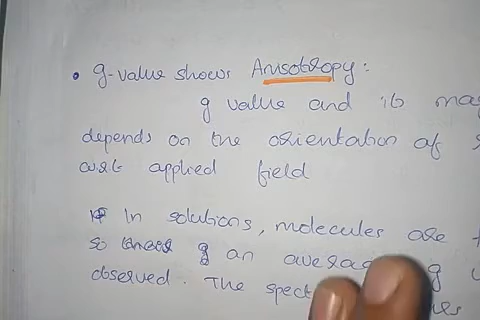 • g-value shows Anisotropy:
g value and its mag
depends on the orientation of s
w.r.t applied field
In solutions, molecules are f
so g an average g v
observed. The spect